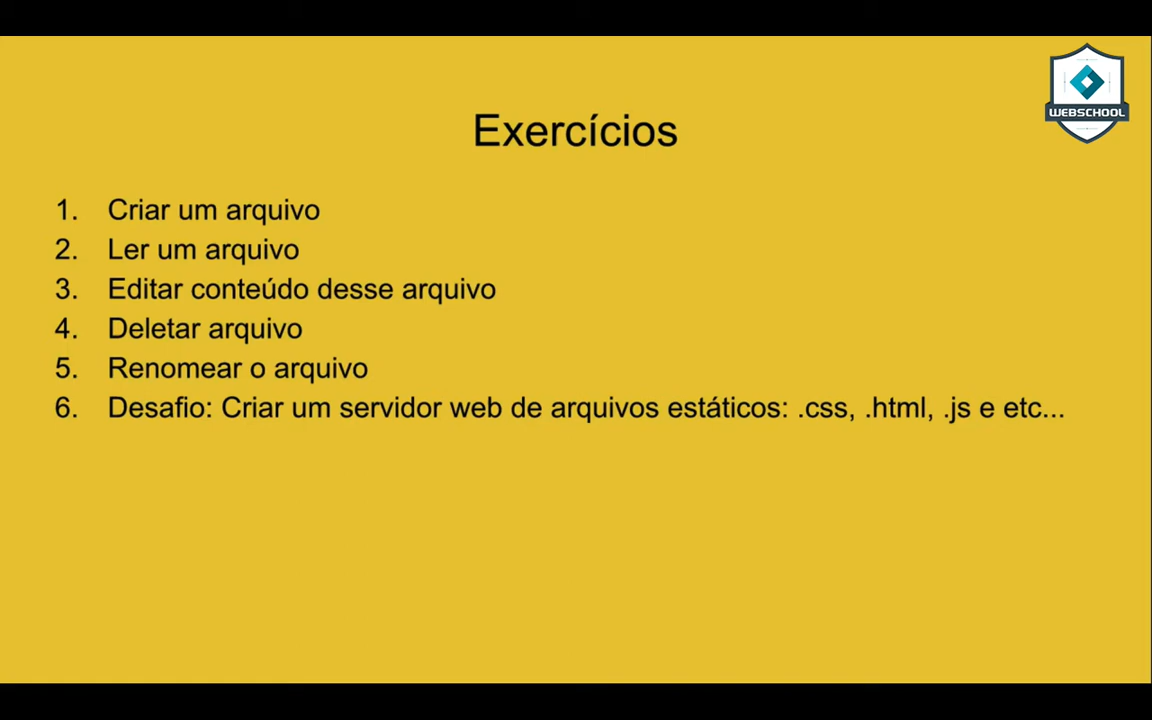 WEBSCHOOL
Exercícios
1. Criar um arquivo
2. Ler um arquivo
3. Editar conteúdo desse arquivo
4. Deletar arquivo
5. Renomear o arquivo
6. Desafio: Criar um servidor web de arquivos estáticos: .css, .html, .js e etc...